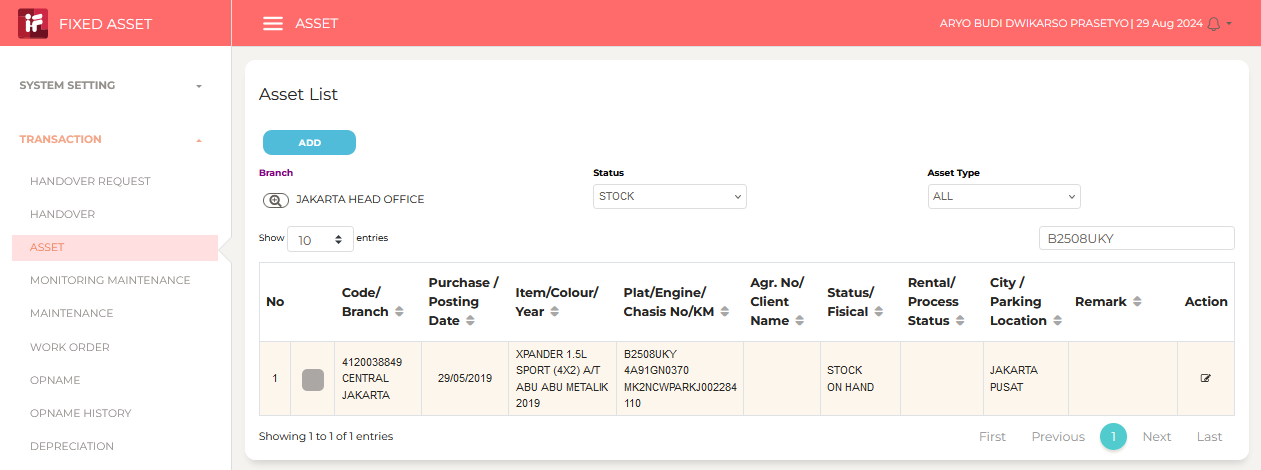 iF FIXED ASSET
ASSET
ARYO BUDI DWIKARSO PRASETYO | 29 Aug 2024
SYSTEM SETTING
TRANSACTION
HANDOVER REQUEST
HANDOVER
ASSET
MONITORING MAINTENANCE
MAINTENANCE
WORK ORDER
OPNAME
OPNAME HISTORY
DEPRECIATION
Asset List
ADD
Branch
JAKARTA HEAD OFFICE
Status
STOCK
Asset Type
ALL
Show 10 entries
B2508UKY
No
Code/
Branch
Purchase /
Posting
Date
Item/Colour/
Year
Plat/Engine/
Chasis No/KM
Agr. No/
Client
Name
Status/
Fisical
Rental/
Process
Status
City /
Parking
Location
Remark
Action
1
4120038849
CENTRAL
JAKARTA
29/05/2019
XPANDER 1.5L
SPORT (4X2) A/T
ABU ABU METALIK
2019
B2508UKY
4A91GN0370
MK2NCWPARKJ002284
110
STOCK
ON HAND
JAKARTA
PUSAT
Showing 1 to 1 of 1 entries
First Previous 1 Next Last